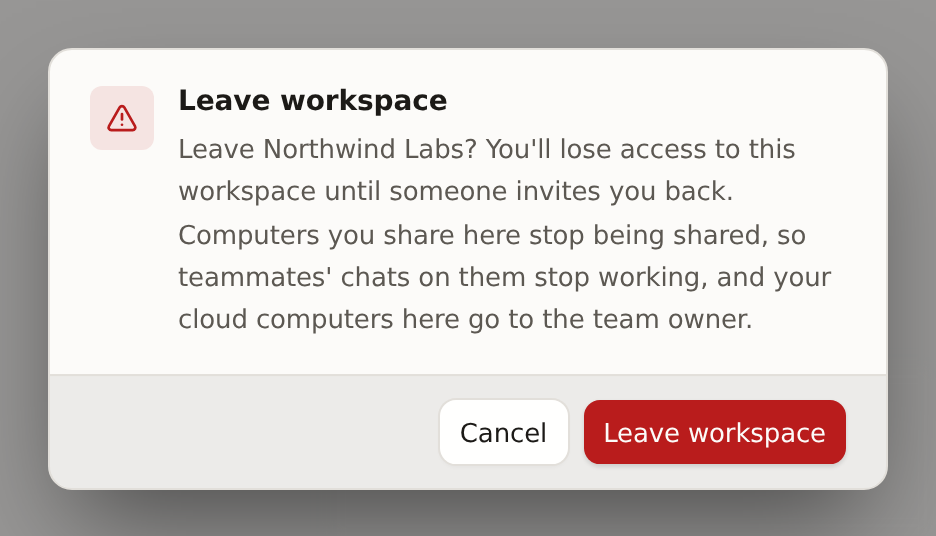 Leave workspace
Leave Northwind Labs? You'll lose access to this
workspace until someone invites you back.
Computers you share here stop being shared, so
teammates' chats on them stop working, and your
cloud computers here go to the team owner.
Cancel
Leave workspace